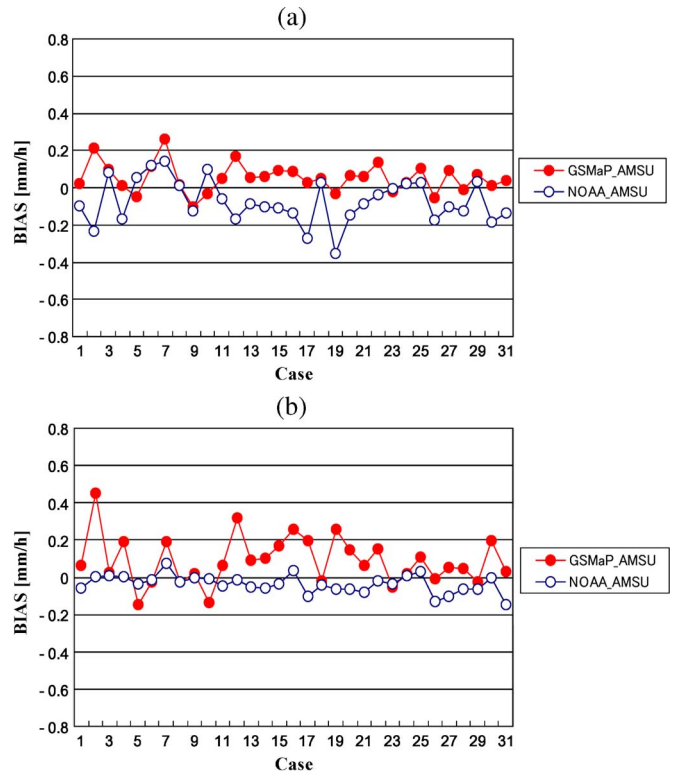 (a)
0.8
0.6
0.4
0.2
0
- 0.2
- 0.4
- 0.6
- 0.8
BIAS [mm/h]
1 3 5 7 9 11 13 15 17 19 21 23 25 27 29 31
Case
GSMaP_AMSU
NOAA_AMSU
(b)
0.8
0.6
0.4
0.2
0
- 0.2
- 0.4
- 0.6
- 0.8
BIAS [mm/h]
1 3 5 7 9 11 13 15 17 19 21 23 25 27 29 31
Case
GSMaP_AMSU
NOAA_AMSU